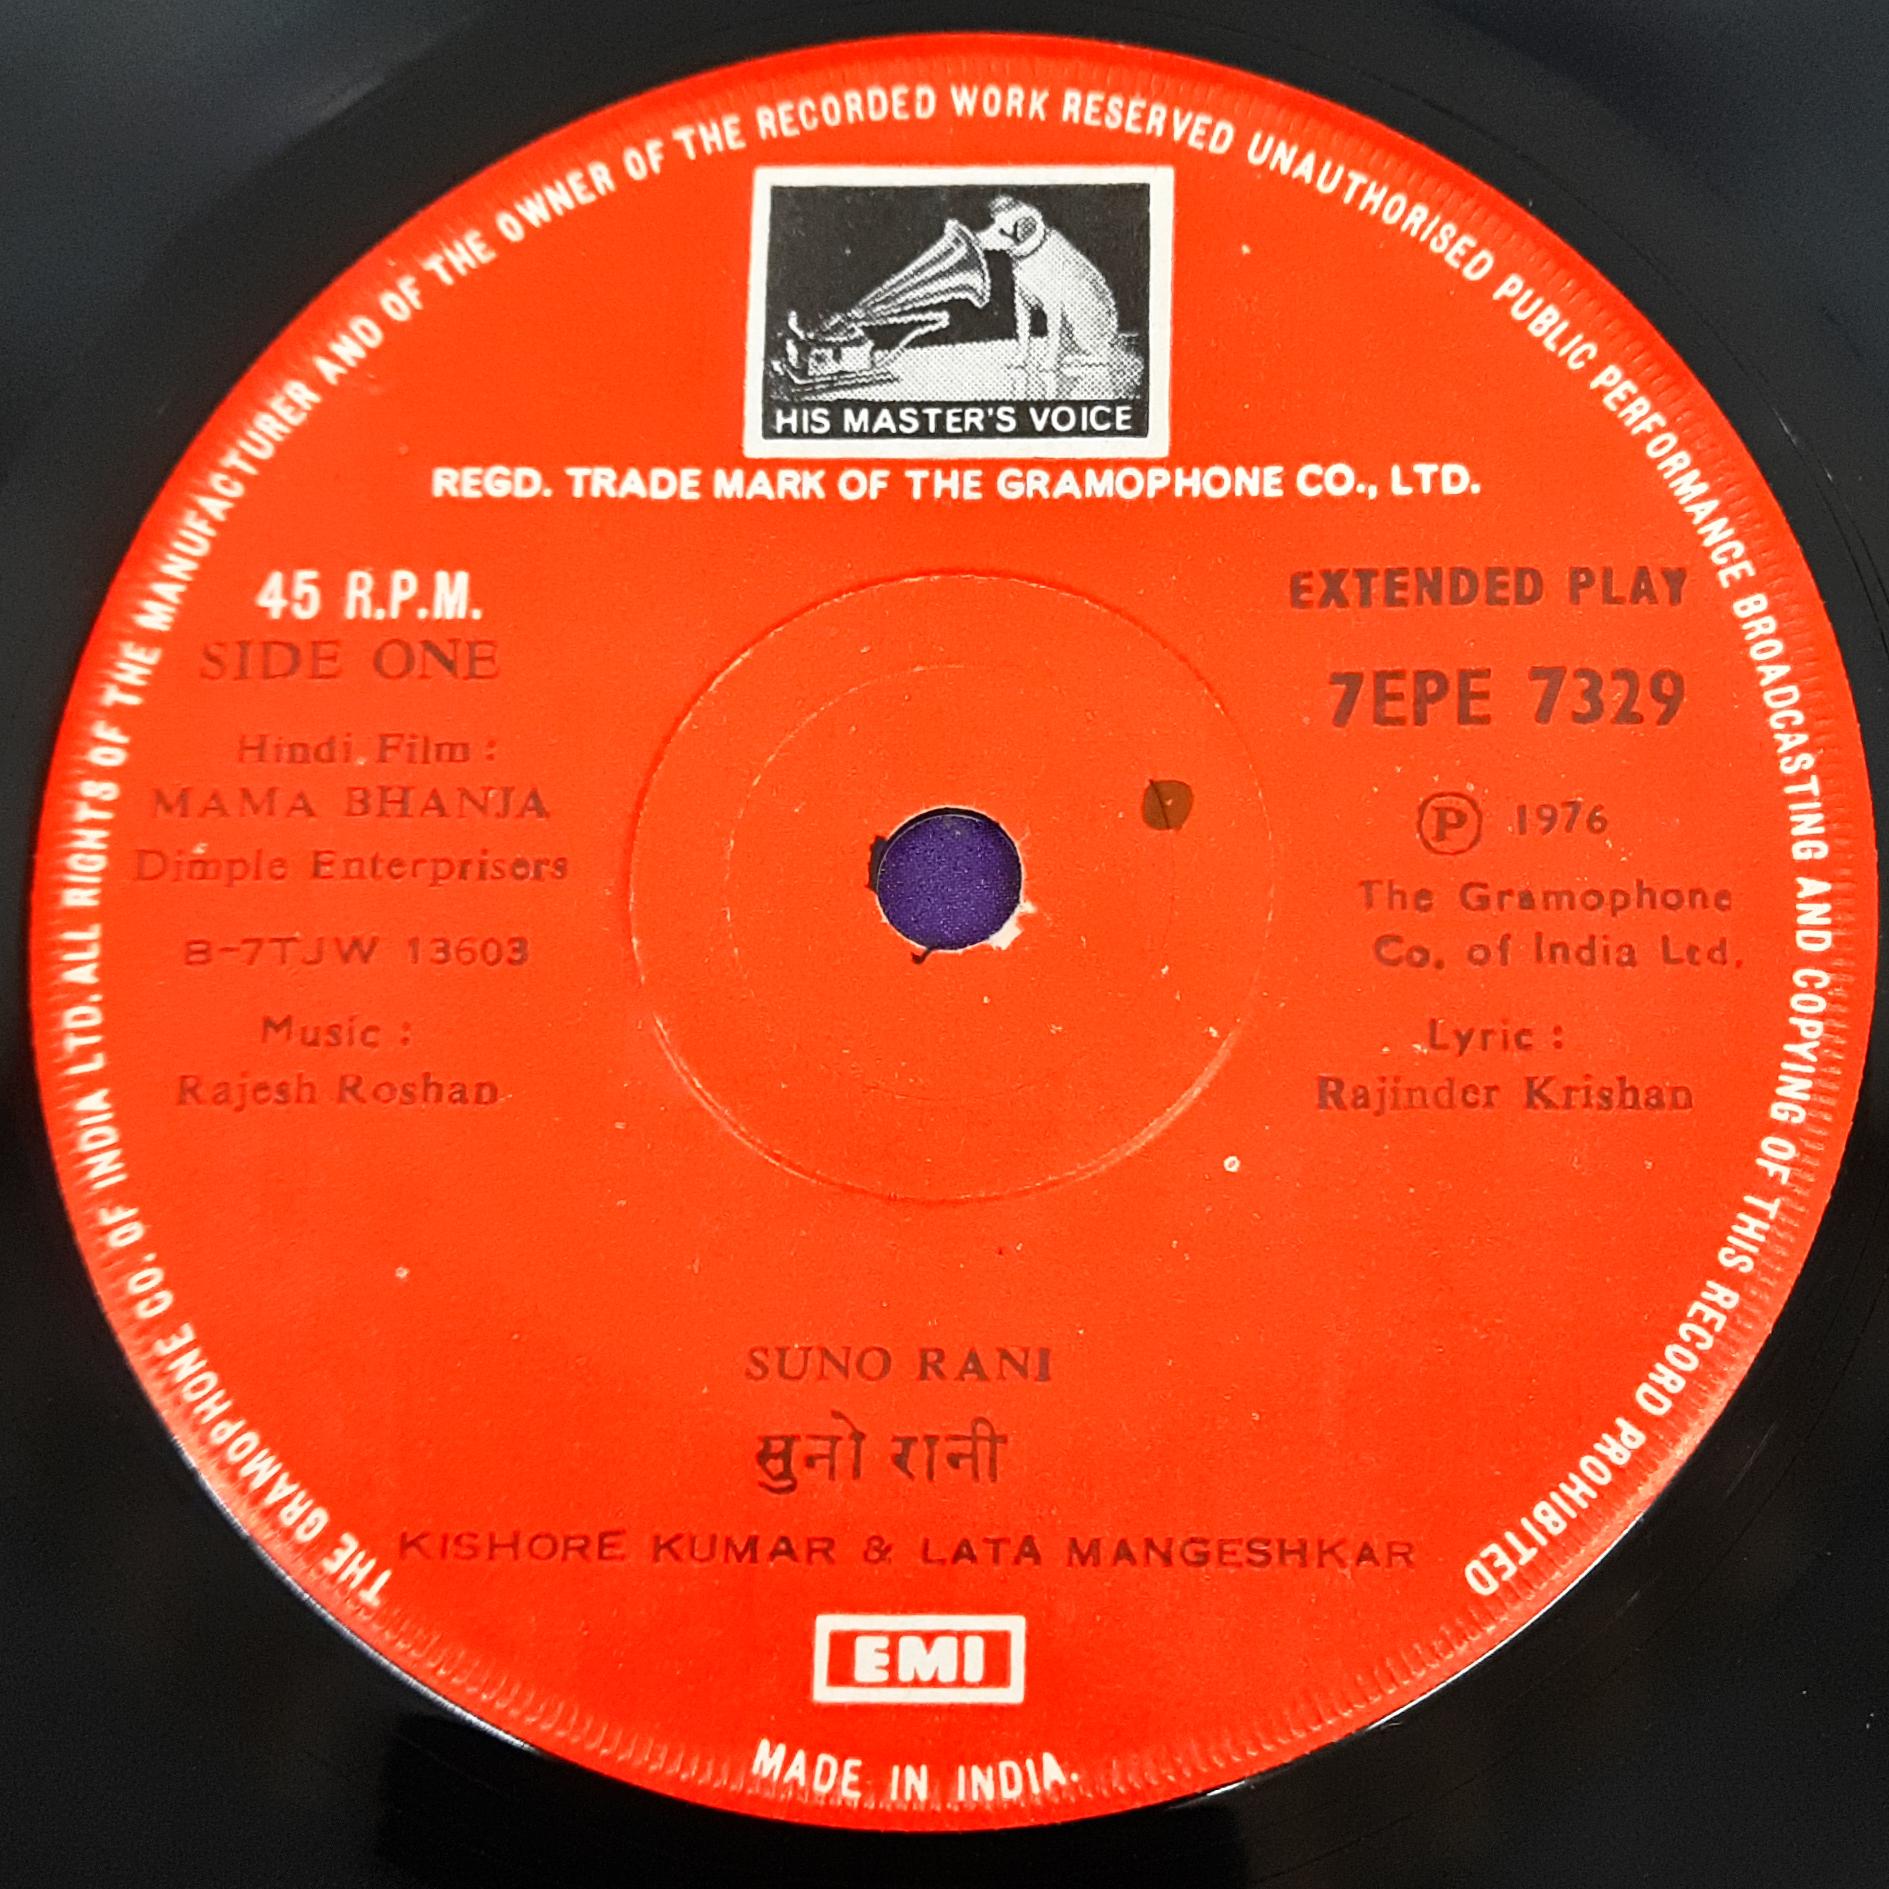 THE GRAMOPHONE CO. OF INDIA LTD. ALL RIGHTS OF THE MANUFACTURER AND OF THE OWNER OF THE RECORDED WORK RESERVED UNAUTHORISED PUBLIC PERFORMANCE BROADCASTING AND COPYING OF THIS RECORD PROHIBITED
HIS MASTER'S VOICE
REGD. TRADE MARK OF THE GRAMOPHONE CO., LTD.
45 R.P.M.
SIDE ONE
Hindi Film :
MAMA BHANJA
Dimple Enterprisers
B-7TJW 13603
Music :
Rajesh Roshan
EXTENDED PLAY
7EPE 7329
Ⓟ 1976
The Gramophone
Co. of India Ltd.
Lyric :
Rajinder Krishan
SUNO RANI
सुनो रानी
KISHORE KUMAR & LATA MANGESHKAR
EMI
MADE IN INDIA.